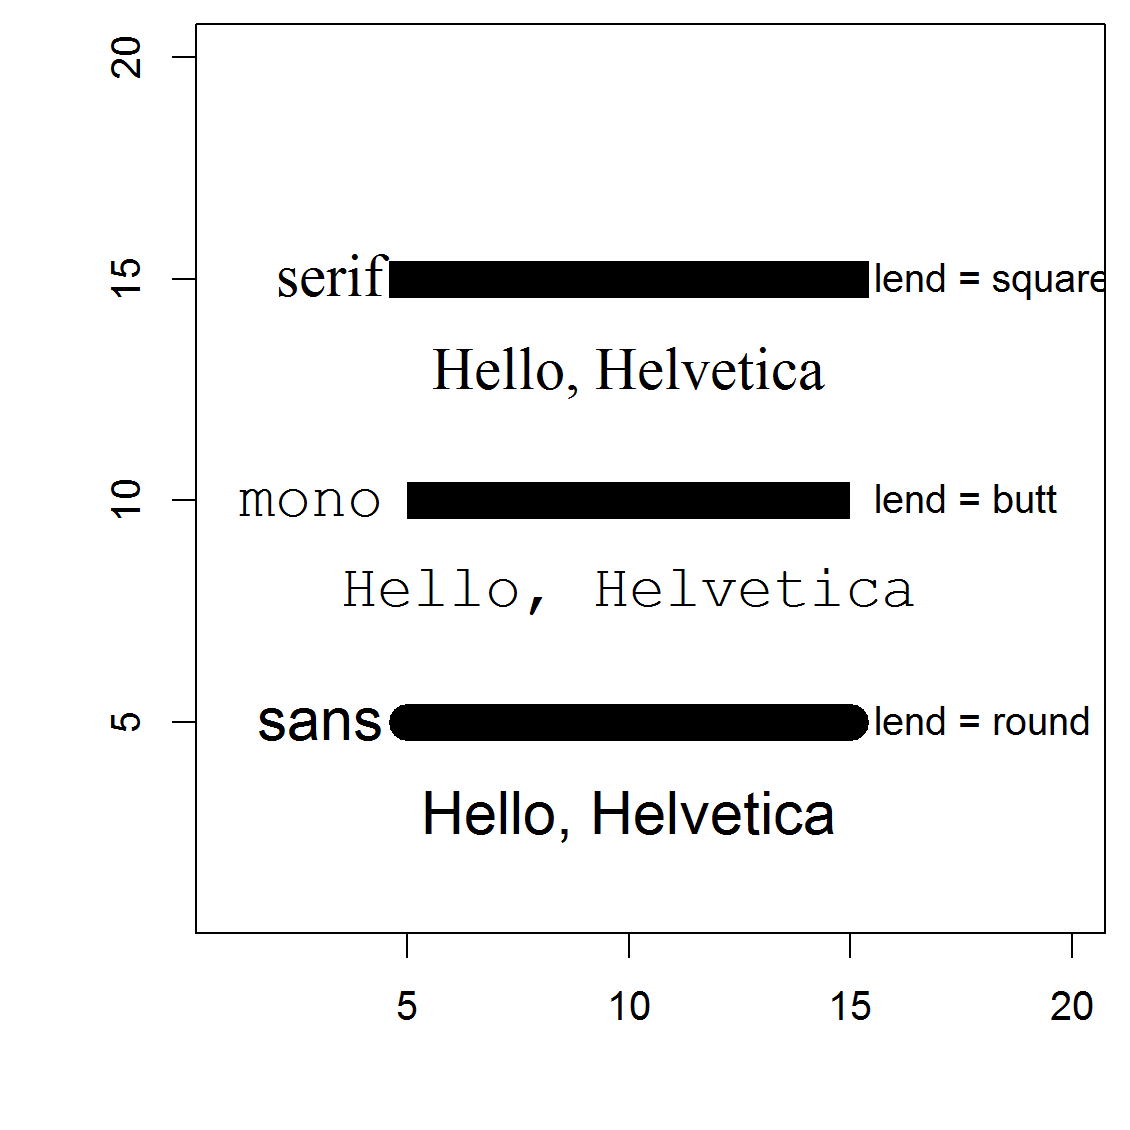 20
15
serif lend = square
Hello, Helvetica
10
mono lend = butt
Hello, Helvetica
5
sans lend = round
Hello, Helvetica
5 10 15 20